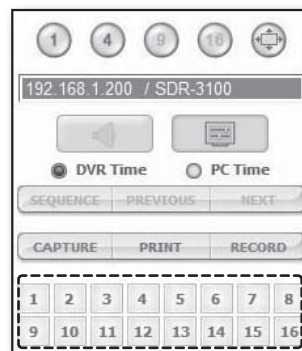 1 4 9 16
192.168.1.200 / SDR-3100
DVR Time PC Time
SEQUENCE PREVIOUS NEXT
CAPTURE PRINT RECORD
1 2 3 4 5 6 7 8
9 10 11 12 13 14 15 16